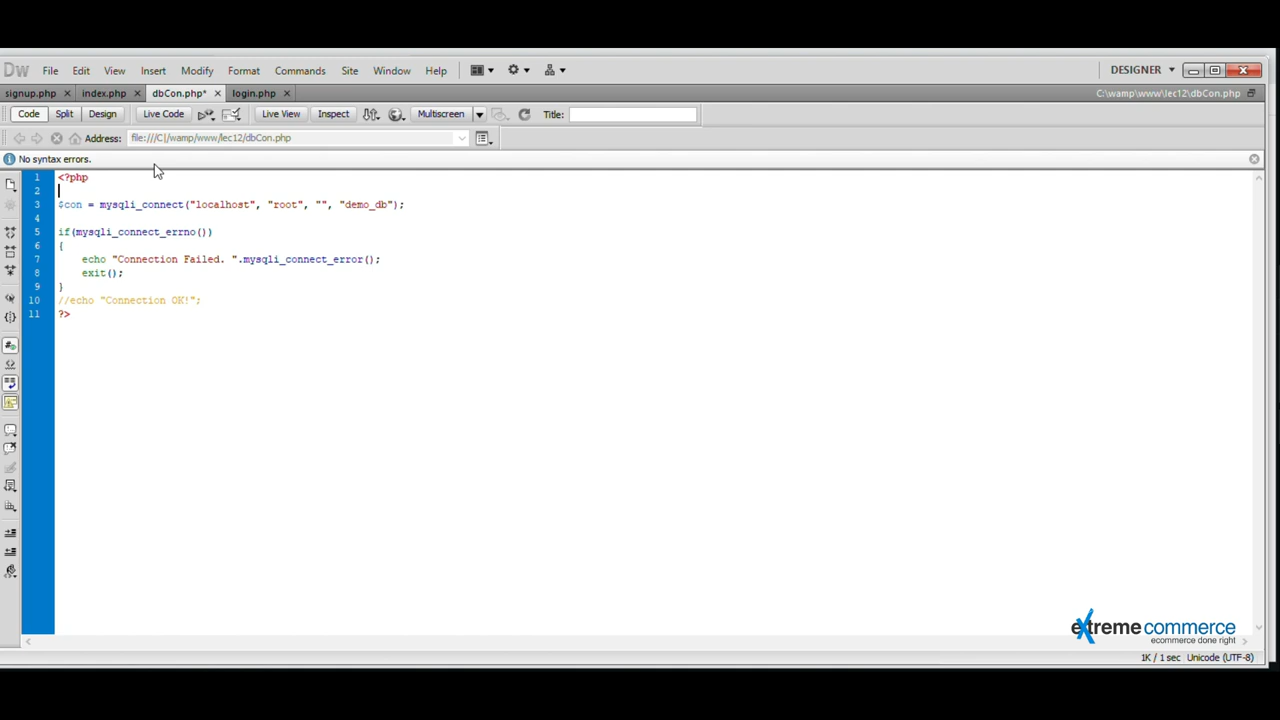 Dw File Edit View Insert Modify Format Commands Site Window Help DESIGNER
signup.php index.php dbCon.php* login.php C:\wamp\www\lec12\dbCon.php
Code Split Design Live Code Live View Inspect Multiscreen Title:
Address: file:///C|/wamp/www/lec12/dbCon.php
No syntax errors.
1 <?php
2
3 $con = mysqli_connect("localhost", "root", "", "demo_db");
4
5 if(mysqli_connect_errno())
6 {
7 echo "Connection Failed. ".mysqli_connect_error();
8 exit();
9 }
10 //echo "Connection OK!";
11 ?>
extreme commerce
ecommerce done right
1K / 1 sec Unicode (UTF-8)